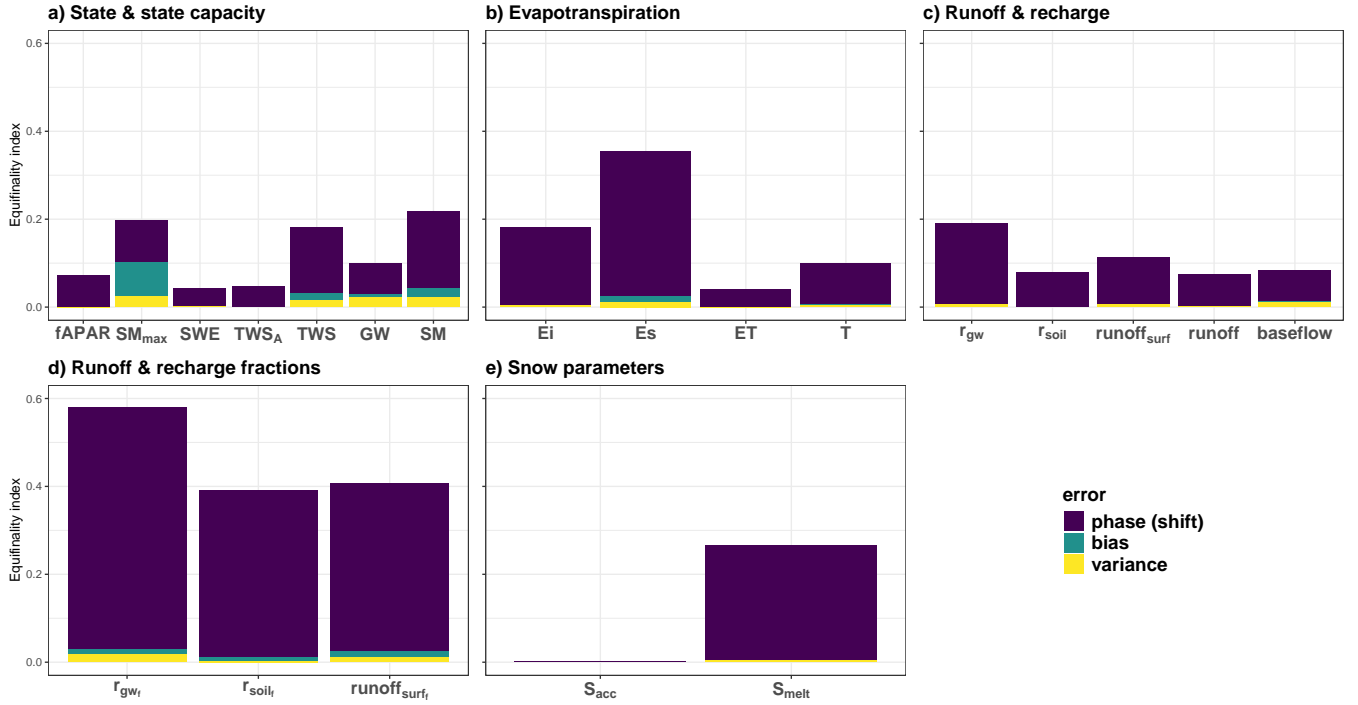 a) State & state capacity
b) Evapotranspiration
c) Runoff & recharge
Equifinality index
0.6
0.4
0.2
0.0
fAPAR SMmax SWE TWSA TWS GW SM
Ei Es ET T
rgw rsoil runoffsurf runoff baseflow
d) Runoff & recharge fractions
e) Snow parameters
Equifinality index
0.6
0.4
0.2
0.0
rgwf rsoilf runoffsurff
Sacc Smelt
error
phase (shift)
bias
variance